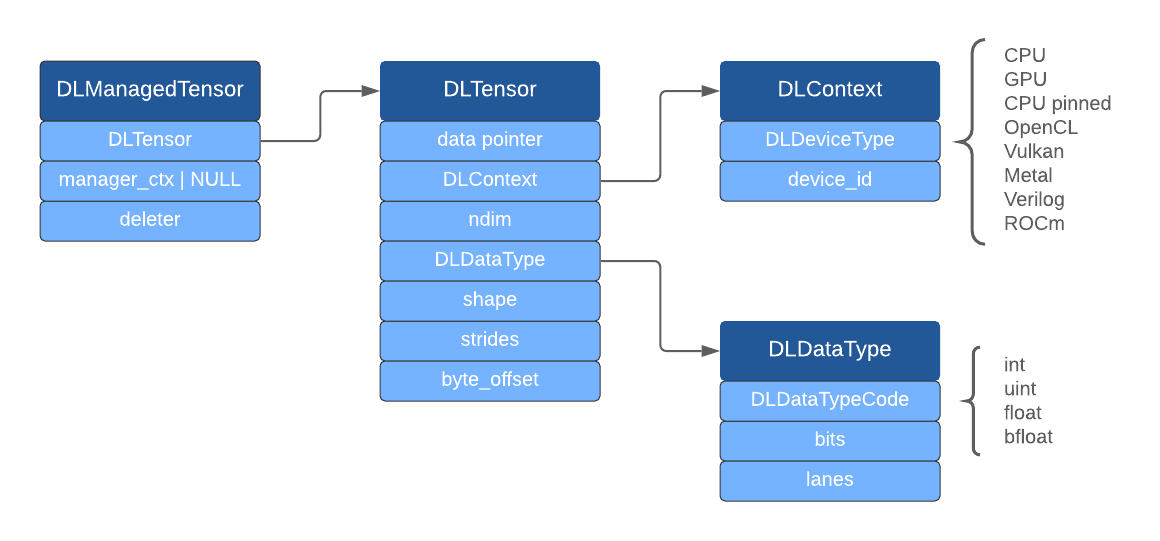 DLManagedTensor
DLTensor
manager_ctx | NULL
deleter
DLTensor
data pointer
DLContext
ndim
DLDataType
shape
strides
byte_offset
DLContext
DLDeviceType
device_id
CPU
GPU
CPU pinned
OpenCL
Vulkan
Metal
Verilog
ROCm
DLDataType
DLDataTypeCode
bits
lanes
int
uint
float
bfloat